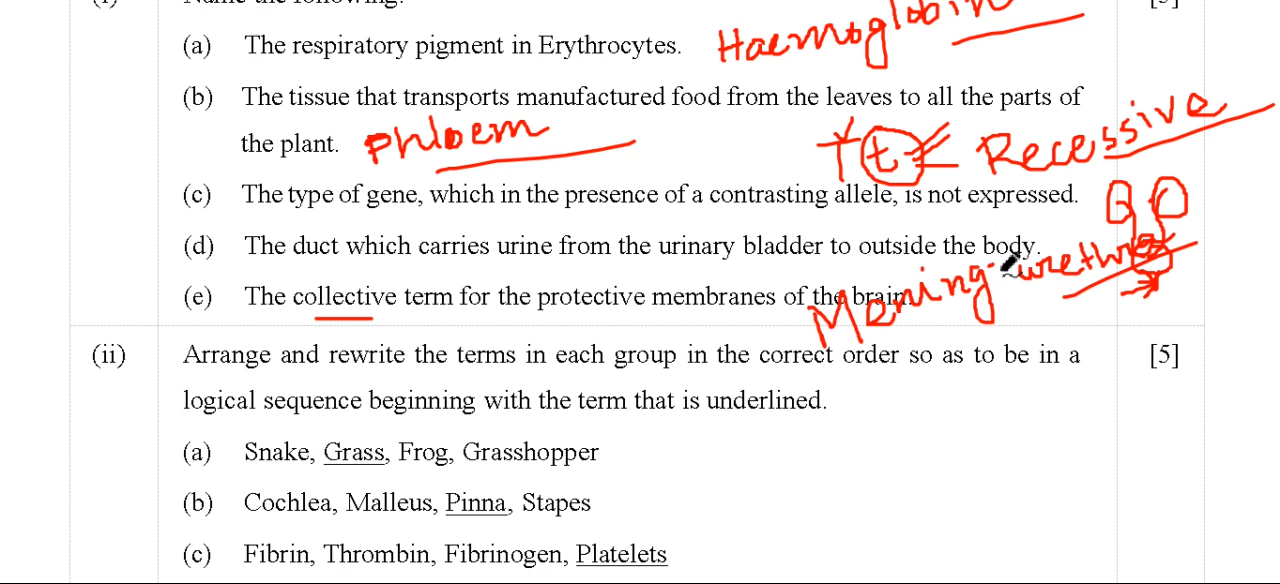 (a) The respiratory pigment in Erythrocytes. Haemoglobin
(b) The tissue that transports manufactured food from the leaves to all the parts of
the plant. Phloem Tt Recessive
(c) The type of gene, which in the presence of a contrasting allele, is not expressed.
(d) The duct which carries urine from the urinary bladder to outside the body. urethra
(e) The collective term for the protective membranes of the brain. Mening
(ii) Arrange and rewrite the terms in each group in the correct order so as to be in a [5]
logical sequence beginning with the term that is underlined.
(a) Snake, Grass, Frog, Grasshopper
(b) Cochlea, Malleus, Pinna, Stapes
(c) Fibrin, Thrombin, Fibrinogen, Platelets